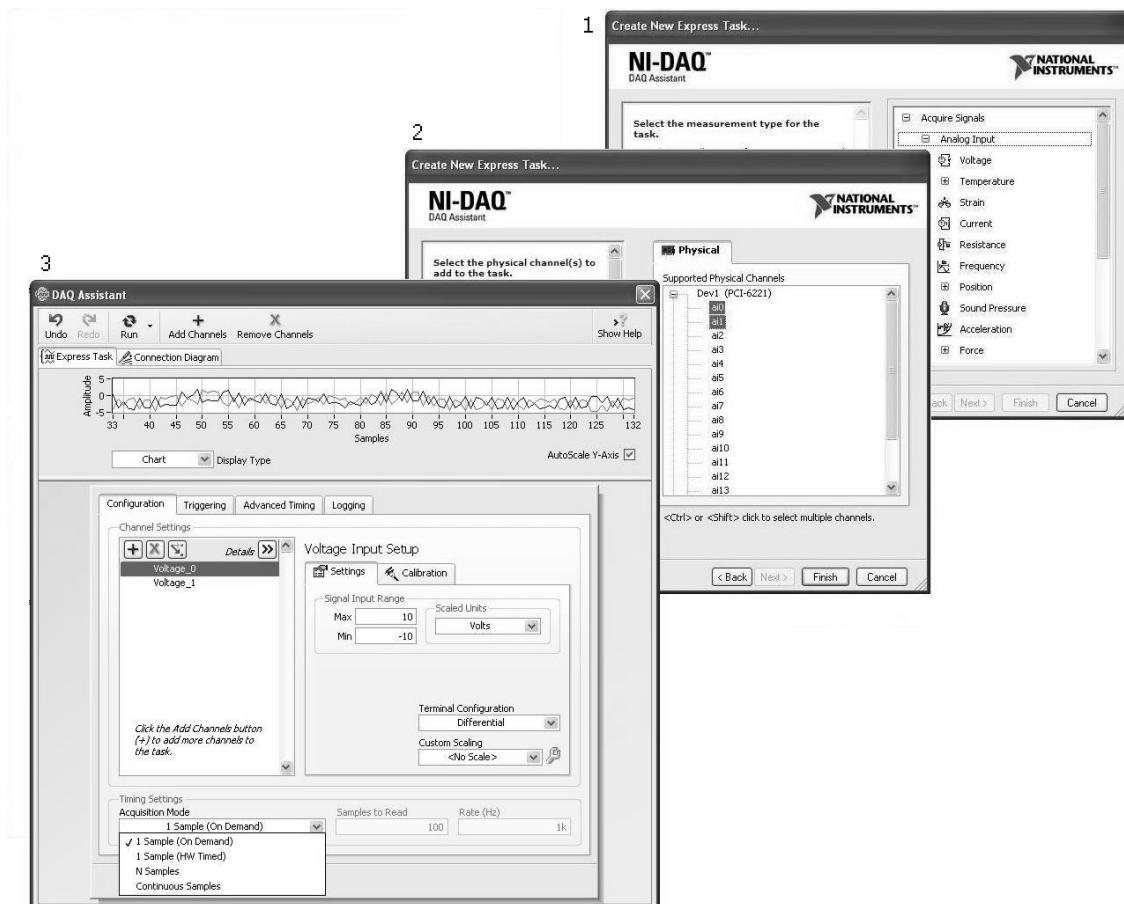 1
Create New Express Task...
NI-DAQ™
DAQ Assistant
NATIONAL
INSTRUMENTS™
Select the measurement type for the
task.
Acquire Signals
Analog Input
Voltage
Temperature
Strain
Current
Resistance
Frequency
Position
Sound Pressure
Acceleration
Force
Next >
Finish
Cancel
2
Create New Express Task...
NI-DAQ™
DAQ Assistant
NATIONAL
INSTRUMENTS™
Select the physical channel(s) to
add to the task.
Physical
Supported Physical Channels
Dev1 (PCI-6221)
ai0
ai1
ai2
ai3
ai4
ai5
ai6
ai7
ai8
ai9
ai10
ai11
ai12
ai13
<Ctrl> or <Shift> click to select multiple channels.
< Back Next > Finish Cancel
3
DAQ Assistant
Undo Redo Run Add Channels Remove Channels Show Help
Express Task Connection Diagram
Amplitude
5
0
-5
33 40 45 50 55 60 65 70 75 80 85 90 95 100 105 110 115 120 125 132
Samples
Chart Display Type AutoScale Y-Axis
Configuration Triggering Advanced Timing Logging
Channel Settings
Details
Voltage_0
Voltage_1
Click the Add Channels button
(+) to add more channels to
the task.
Voltage Input Setup
Settings Calibration
Signal Input Range
Max 10
Min -10
Scaled Units
Volts
Terminal Configuration
Differential
Custom Scaling
<No Scale>
Timing Settings
Acquisition Mode Samples to Read Rate (Hz)
1 Sample (On Demand) 100 1k
1 Sample (On Demand)
1 Sample (HW Timed)
N Samples
Continuous Samples